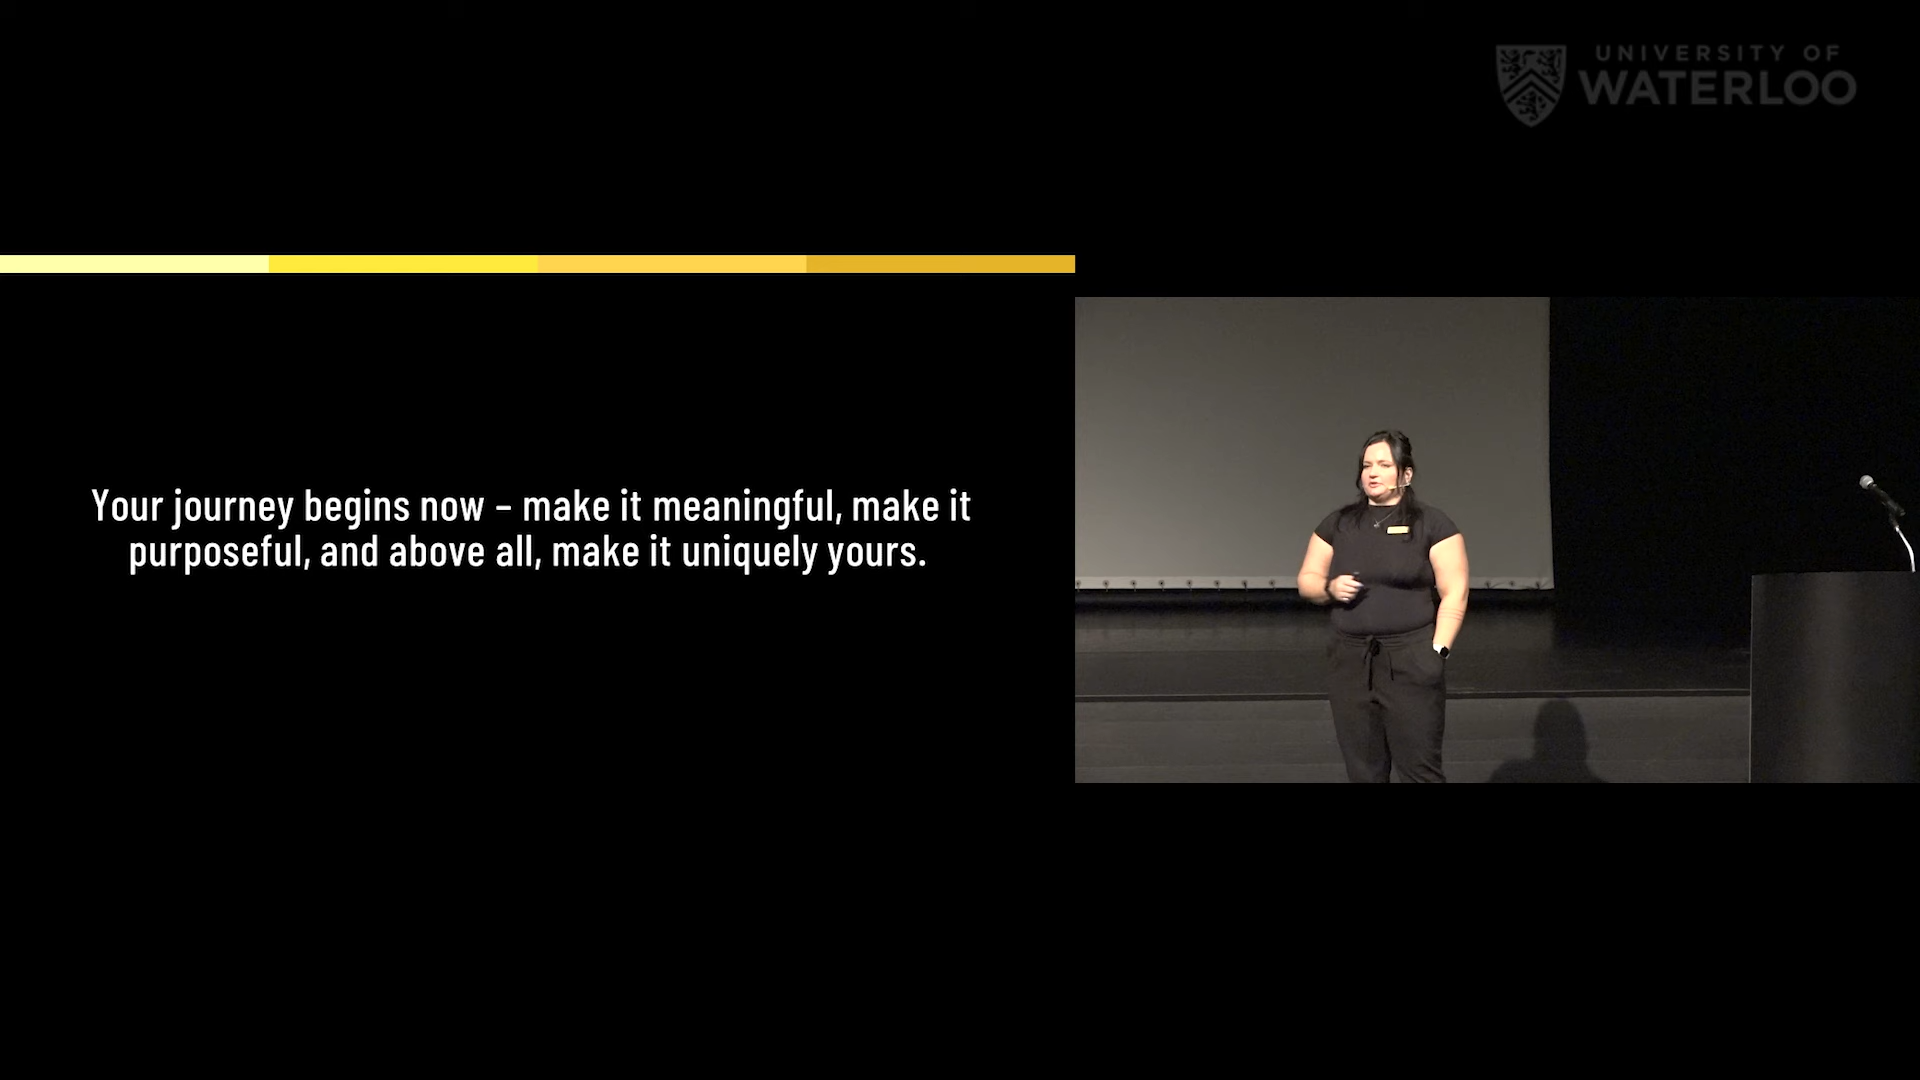 UNIVERSITY OF
WATERLOO
Your journey begins now – make it meaningful, make it
purposeful, and above all, make it uniquely yours.